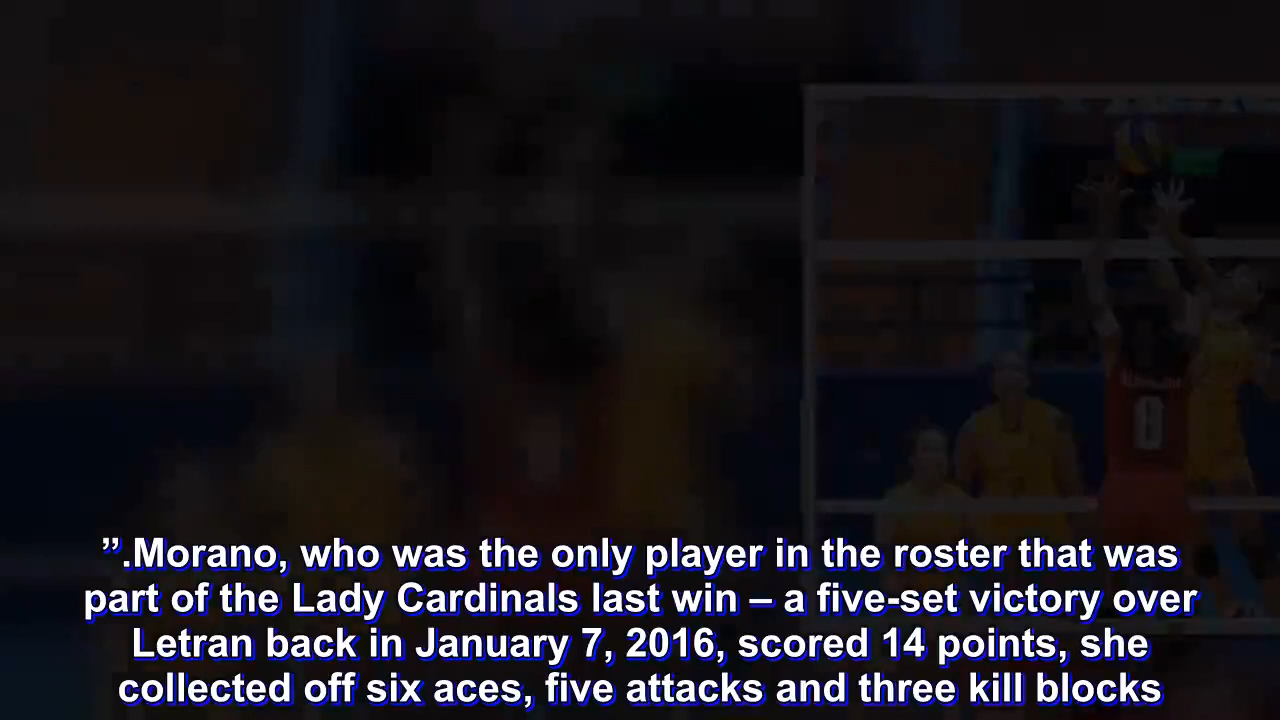 ”.Morano, who was the only player in the roster that was
part of the Lady Cardinals last win – a five-set victory over
Letran back in January 7, 2016, scored 14 points, she
collected off six aces, five attacks and three kill blocks
8